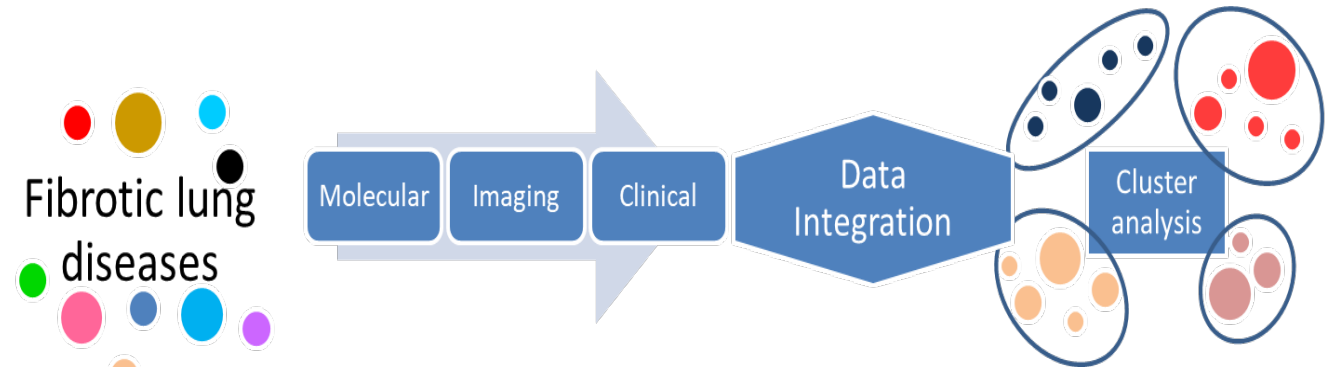 Fibrotic lung
diseases
Molecular
Imaging
Clinical
Data
Integration
Cluster
analysis